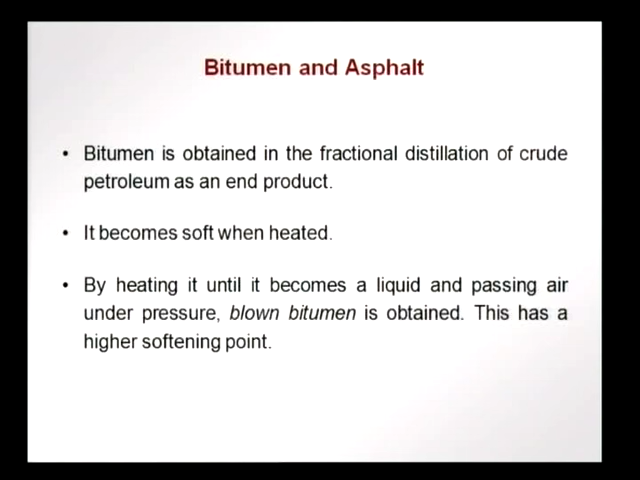 Bitumen and Asphalt
• Bitumen is obtained in the fractional distillation of crude
petroleum as an end product.
• It becomes soft when heated.
• By heating it until it becomes a liquid and passing air
under pressure, blown bitumen is obtained. This has a
higher softening point.